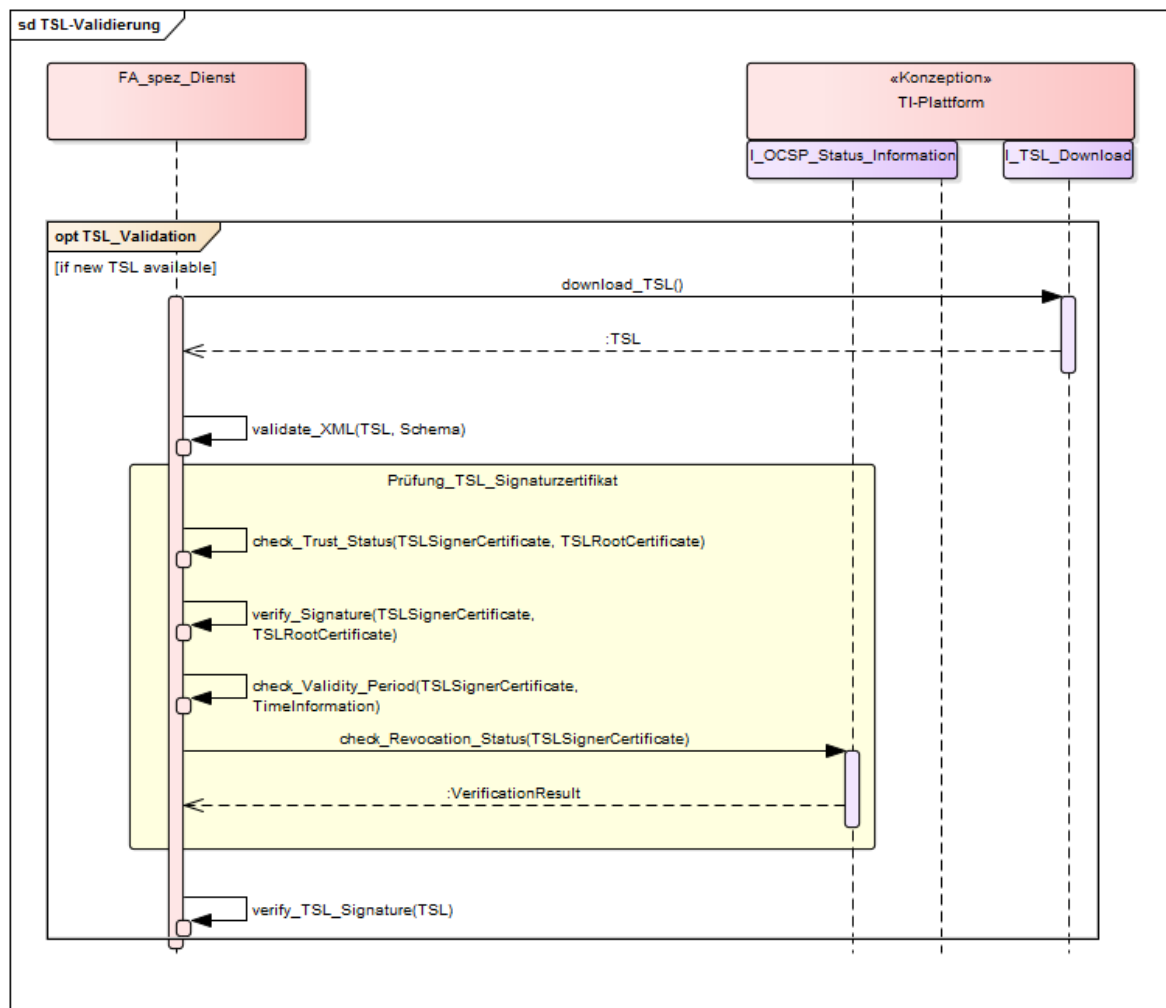 sd TSL-Validierung
FA_spez_Dienst
«Konzeption»
TI-Plattform
I_OCSP_Status_Information
I_TSL_Download
opt TSL_Validation
[if new TSL available]
download_TSL()
:TSL
validate_XML(TSL, Schema)
Prüfung_TSL_Signaturzertifikat
check_Trust_Status(TSLSignerCertificate, TSLRootCertificate)
verify_Signature(TSLSignerCertificate,
TSLRootCertificate)
check_Validity_Period(TSLSignerCertificate,
TimeInformation)
check_Revocation_Status(TSLSignerCertificate)
:VerificationResult
verify_TSL_Signature(TSL)